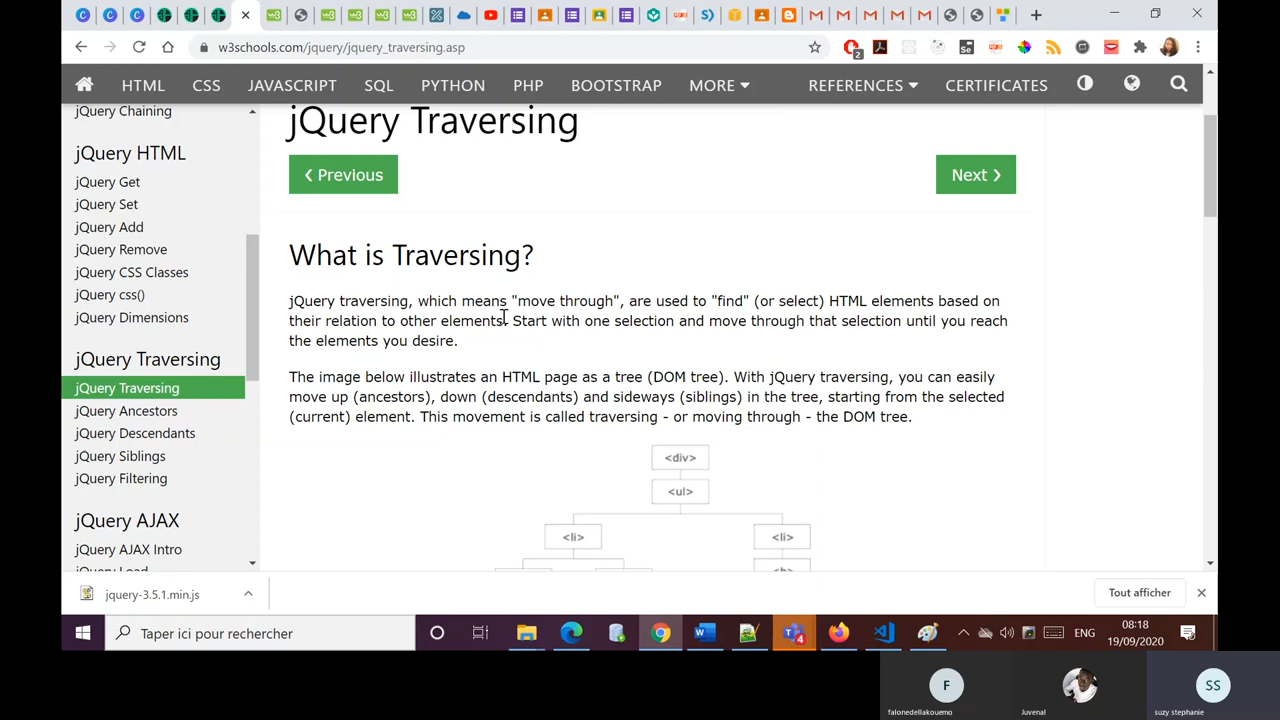 w3schools.com/jquery/jquery_traversing.asp
2
HTML CSS JAVASCRIPT SQL PYTHON PHP BOOTSTRAP MORE REFERENCES CERTIFICATES
jQuery Chaining
jQuery HTML
jQuery Get
jQuery Set
jQuery Add
jQuery Remove
jQuery CSS Classes
jQuery css()
jQuery Dimensions
jQuery Traversing
jQuery Traversing
jQuery Ancestors
jQuery Descendants
jQuery Siblings
jQuery Filtering
jQuery AJAX
jQuery AJAX Intro
jQuery Load
jQuery Traversing
❮ Previous
Next ❯
What is Traversing?
jQuery traversing, which means "move through", are used to "find" (or select) HTML elements based on
their relation to other elements. Start with one selection and move through that selection until you reach
the elements you desire.
The image below illustrates an HTML page as a tree (DOM tree). With jQuery traversing, you can easily
move up (ancestors), down (descendants) and sideways (siblings) in the tree, starting from the selected
(current) element. This movement is called traversing - or moving through - the DOM tree.
<div>
<ul>
<li>
<li>
jquery-3.5.1.min.js
Tout afficher
Taper ici pour rechercher
4
ENG
08:18
19/09/2020
F
SS
falonedellakouemo
Juvenal
suzy stephanie